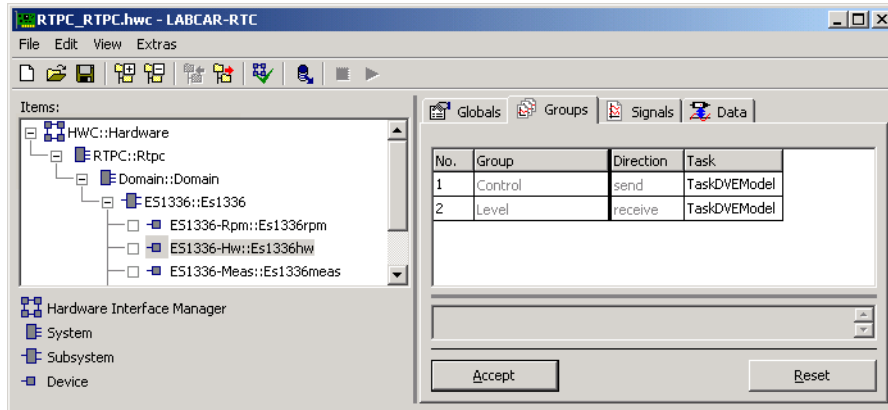 RTPC_RTPC.hwc - LABCAR-RTC
File Edit View Extras
Items:
HWC::Hardware
RTPC::Rtpc
Domain::Domain
ES1336::Es1336
ES1336-Rpm::Es1336rpm
ES1336-Hw::Es1336hw
ES1336-Meas::Es1336meas
Hardware Interface Manager
System
Subsystem
Device
Globals Groups Signals Data
No. Group Direction Task
1 Control send TaskDVEModel
2 Level receive TaskDVEModel
Accept Reset